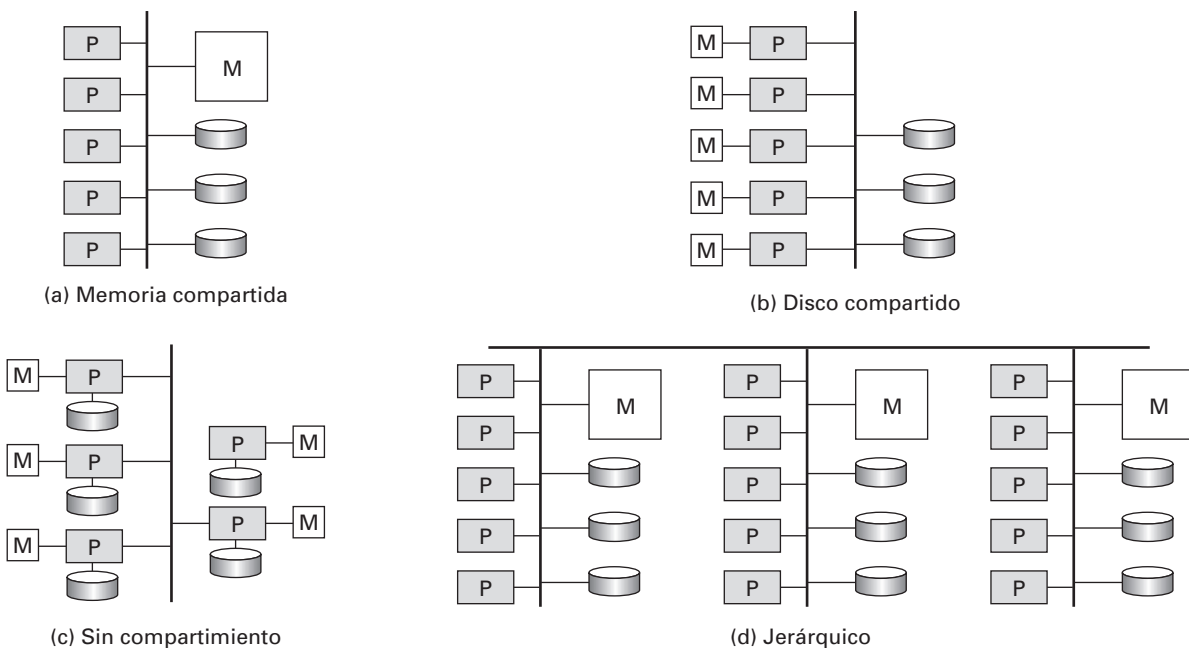 P
M
P
P
P
P
(a) Memoria compartida
M P
M P
M P
M P
M P
(b) Disco compartido
M P
P M
M P
P M
M P
(c) Sin compartimiento
P P P
M M M
P P P
P P P
P P P
P P P
(d) Jerárquico